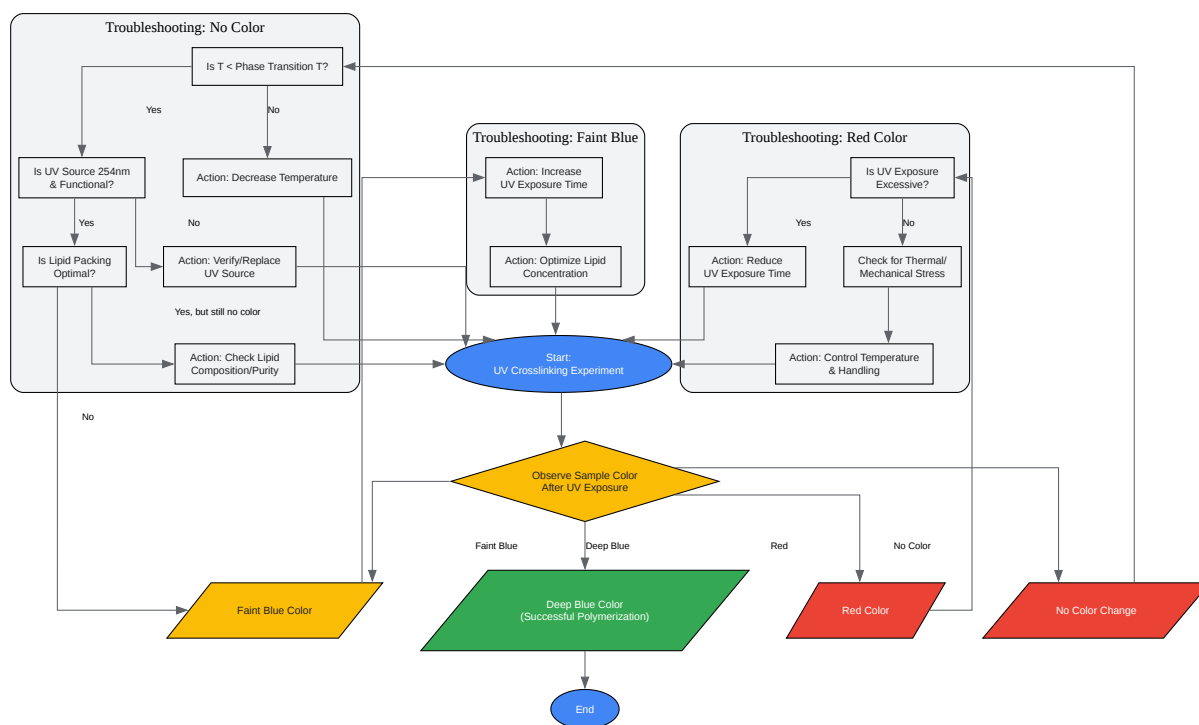 Troubleshooting: No Color
Is T < Phase Transition T?
Yes
No
Troubleshooting: Faint Blue
Troubleshooting: Red Color
Is UV Source 254nm
& Functional?
Action: Decrease Temperature
Action: Increase
UV Exposure Time
Is UV Exposure
Excessive?
Yes
No
Yes
No
Is Lipid Packing
Optimal?
Action: Verify/Replace
UV Source
Action: Optimize Lipid
Concentration
Action: Reduce
UV Exposure Time
Check for Thermal/
Mechanical Stress
Yes, but still no color
Action: Check Lipid
Composition/Purity
Start:
UV Crosslinking Experiment
Action: Control Temperature
& Handling
No
Observe Sample Color
After UV Exposure
Faint Blue
Deep Blue
Red
No Color
Faint Blue Color
Deep Blue Color
(Successful Polymerization)
Red Color
No Color Change
End